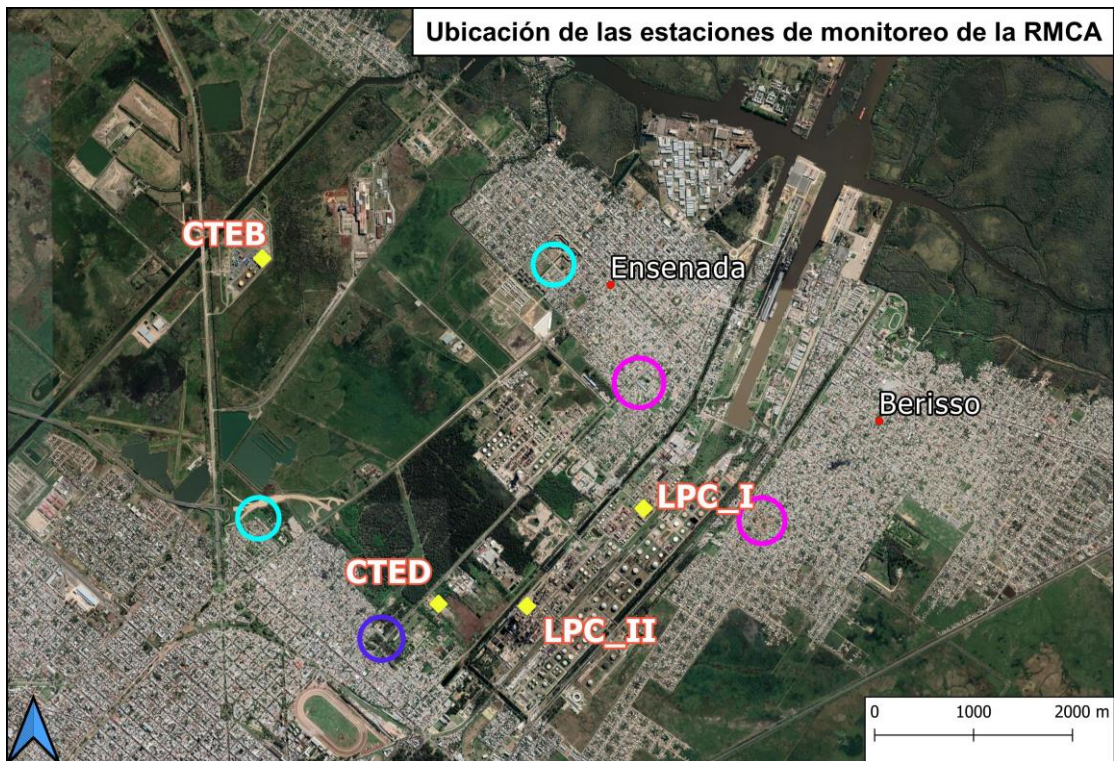 Ubicación de las estaciones de monitoreo de la RMCA
CTEB
Ensenada
Berisso
LPC_I
CTED
LPC_II
0 1000 2000 m